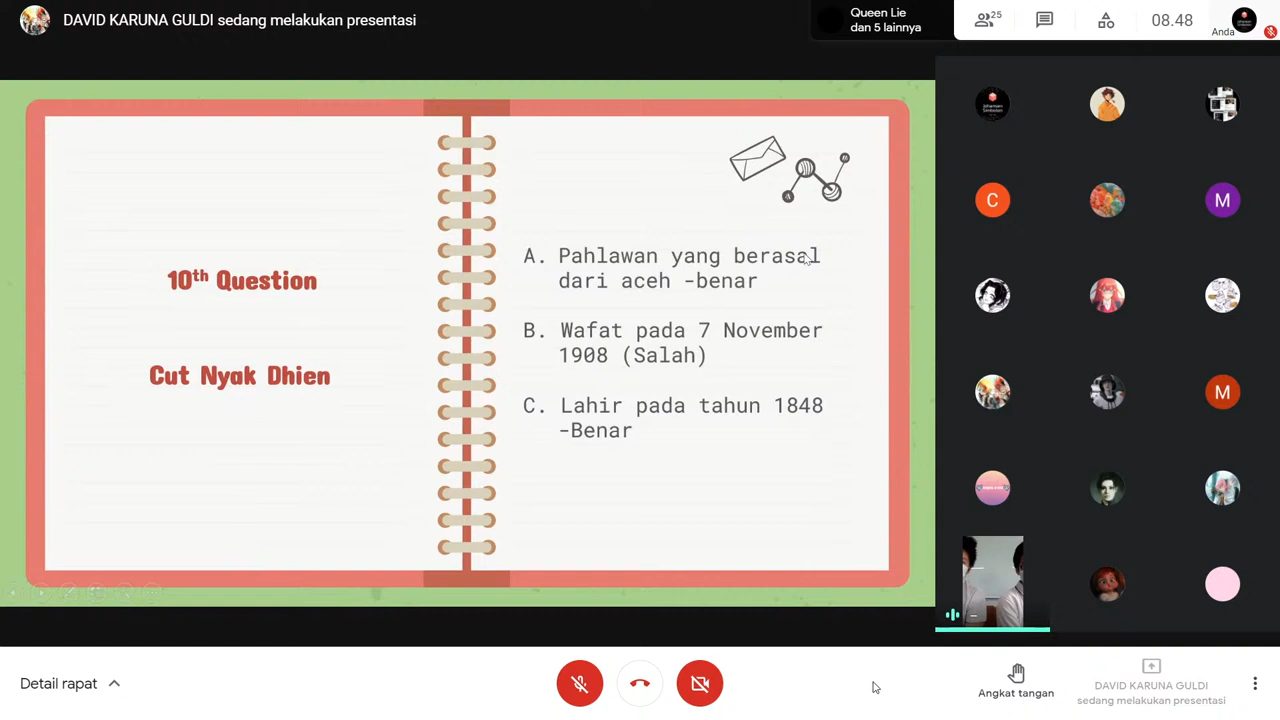 DAVID KARUNA GULDI sedang melakukan presentasi
Queen Lie
dan 5 lainnya
25
08.48
Anda
10th Question
Cut Nyak Dhien
A. Pahlawan yang berasal
dari aceh -benar
B. Wafat pada 7 November
1908 (Salah)
C. Lahir pada tahun 1848
-Benar
C
M
M
Detail rapat
Angkat tangan
DAVID KARUNA GULDI
sedang melakukan presentasi